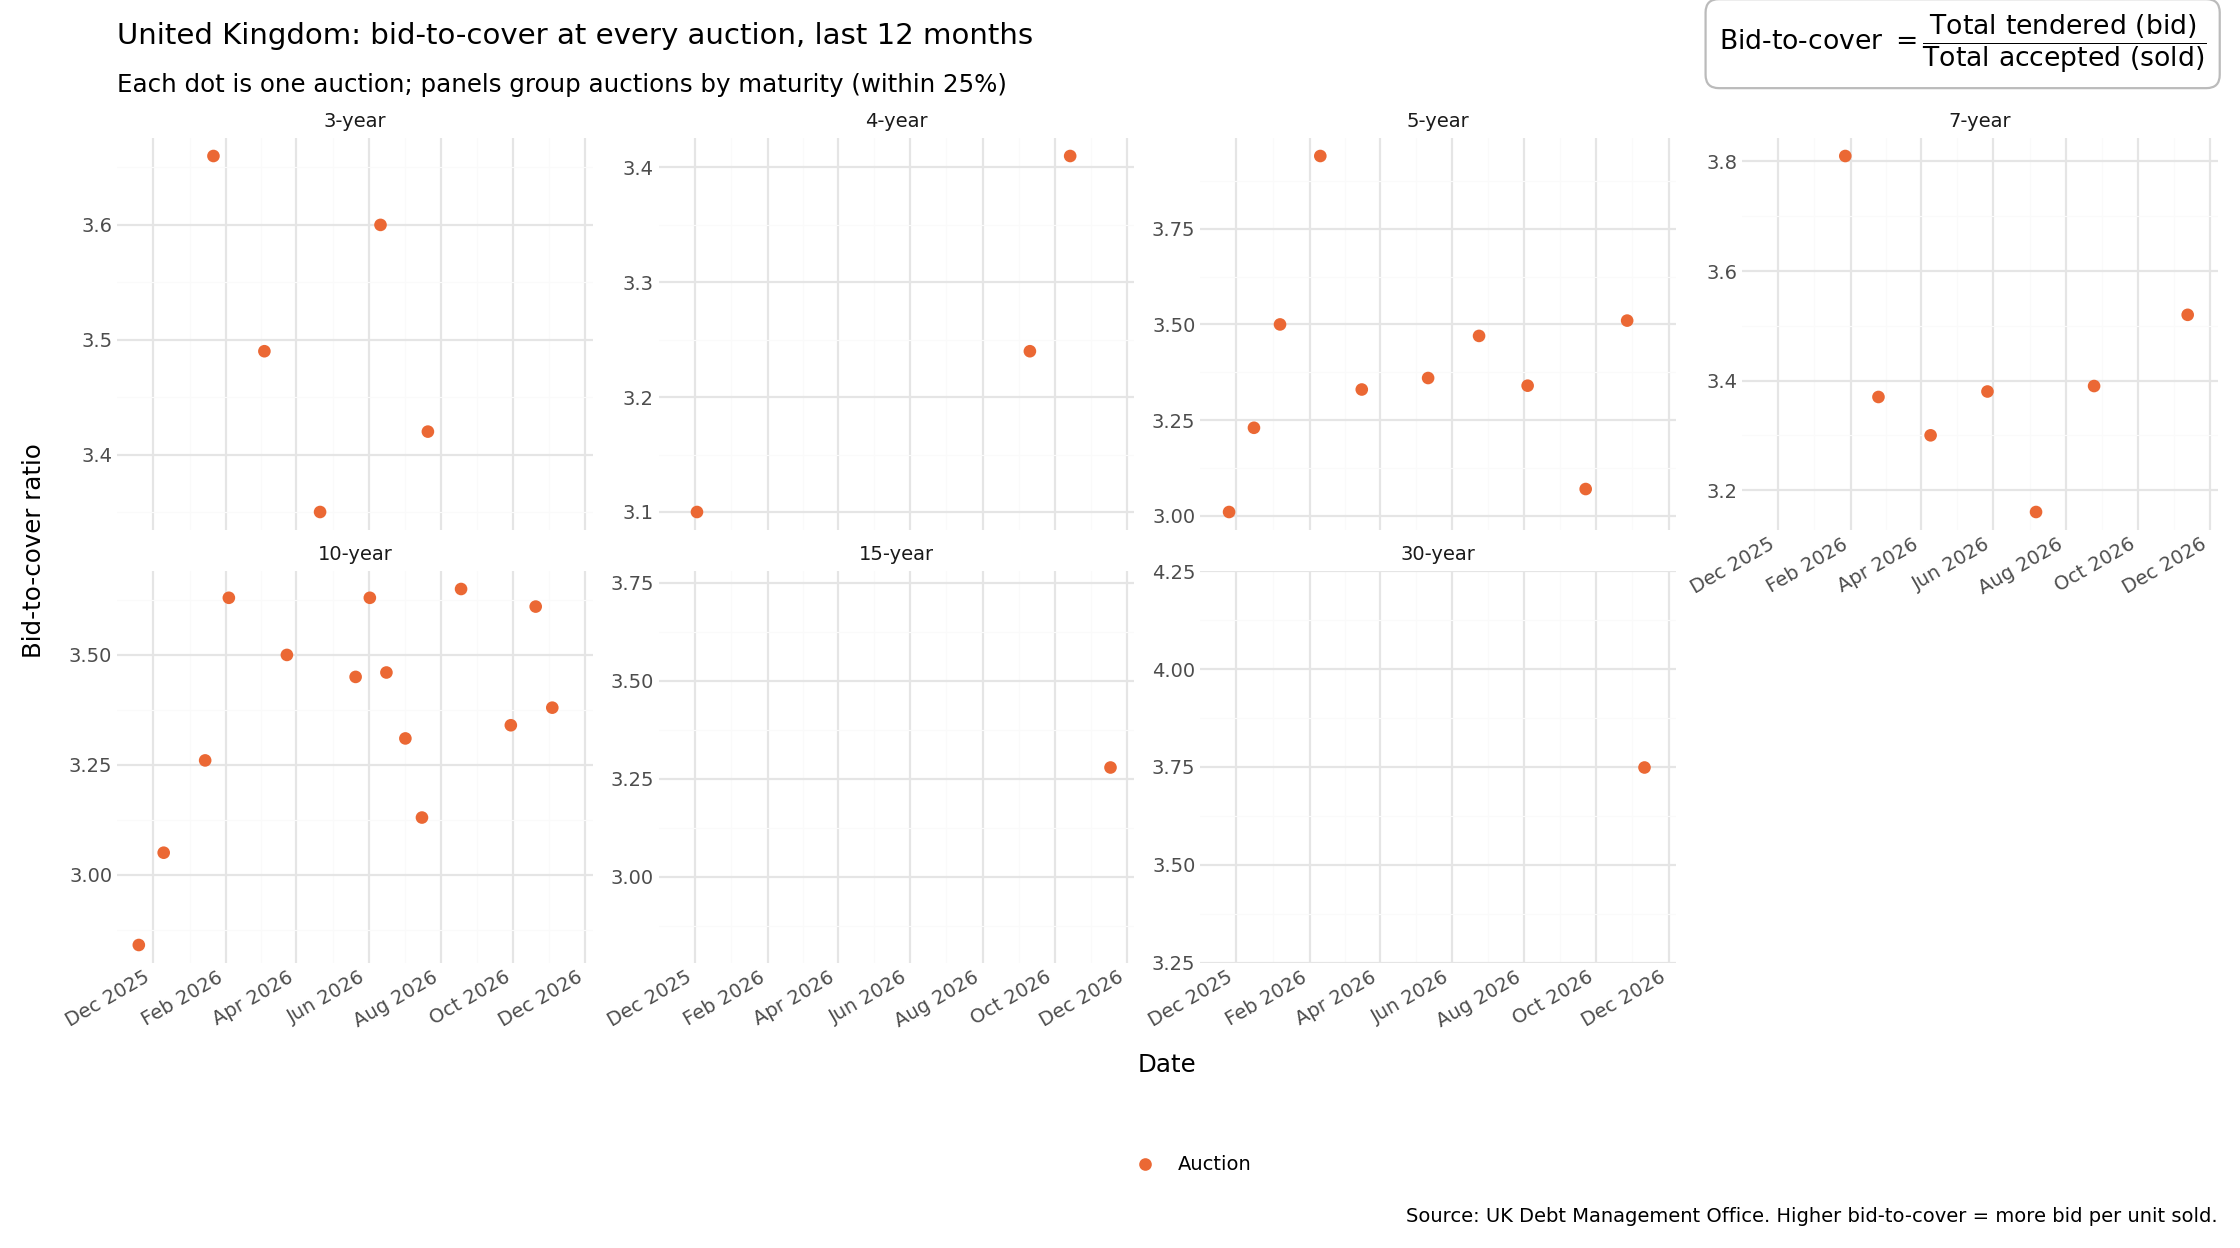 United Kingdom: bid-to-cover at every auction, last 12 months
Each dot is one auction; panels group auctions by maturity (within 25%)
Bid-to-cover = Total tendered (bid)
Total accepted (sold)
Bid-to-cover ratio
3-year
3.6
3.5
3.4
4-year
3.4
3.3
3.2
3.1
5-year
3.75
3.50
3.25
3.00
7-year
3.8
3.6
3.4
3.2
Dec 2025 Feb 2026 Apr 2026 Jun 2026 Aug 2026 Oct 2026 Dec 2026
10-year
3.50
3.25
3.00
Dec 2025 Feb 2026 Apr 2026 Jun 2026 Aug 2026 Oct 2026 Dec 2026
15-year
3.75
3.50
3.25
3.00
Dec 2025 Feb 2026 Apr 2026 Jun 2026 Aug 2026 Oct 2026 Dec 2026
30-year
4.25
4.00
3.75
3.50
3.25
Dec 2025 Feb 2026 Apr 2026 Jun 2026 Aug 2026 Oct 2026 Dec 2026
Date
Auction
Source: UK Debt Management Office. Higher bid-to-cover = more bid per unit sold.